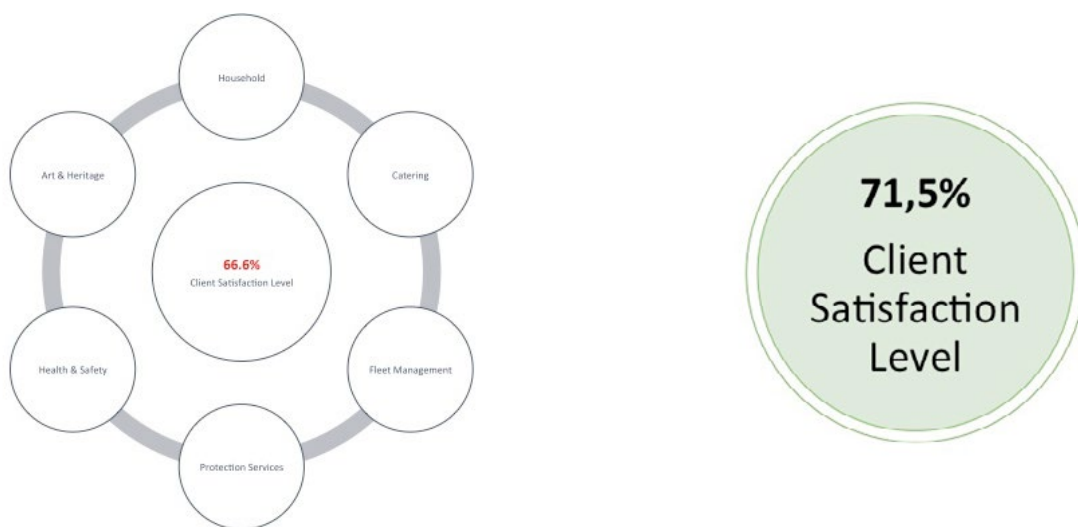 Household
Art & Heritage
Catering
66.6%
Client Satisfaction Level
Health & Safety
Fleet Management
Protection Services
71,5%
Client
Satisfaction
Level